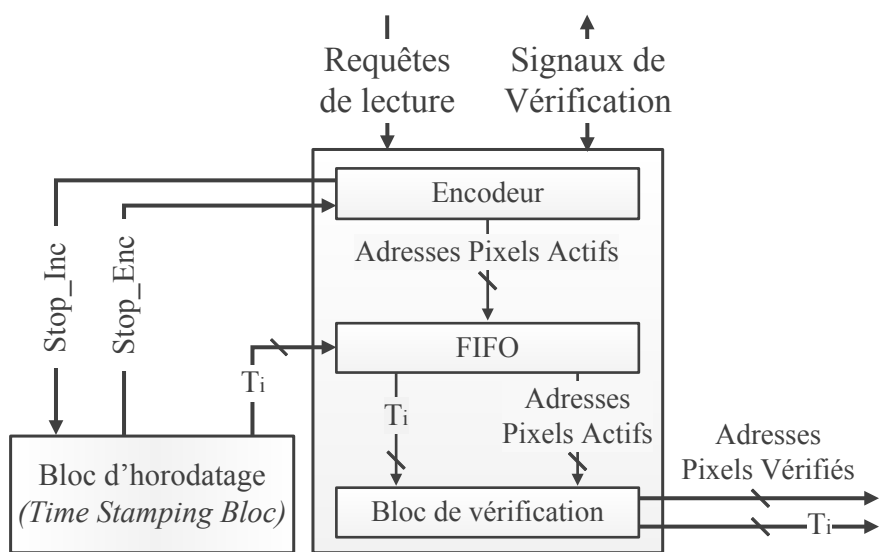 Requêtes
de lecture
Signaux de
Vérification
Encodeur
Stop_Inc
Stop_Enc
Adresses Pixels Actifs
FIFO
Ti
Ti
Adresses
Pixels Actifs
Adresses
Pixels Vérifiés
Bloc d'horodatage
(Time Stamping Bloc)
Bloc de vérification
Ti